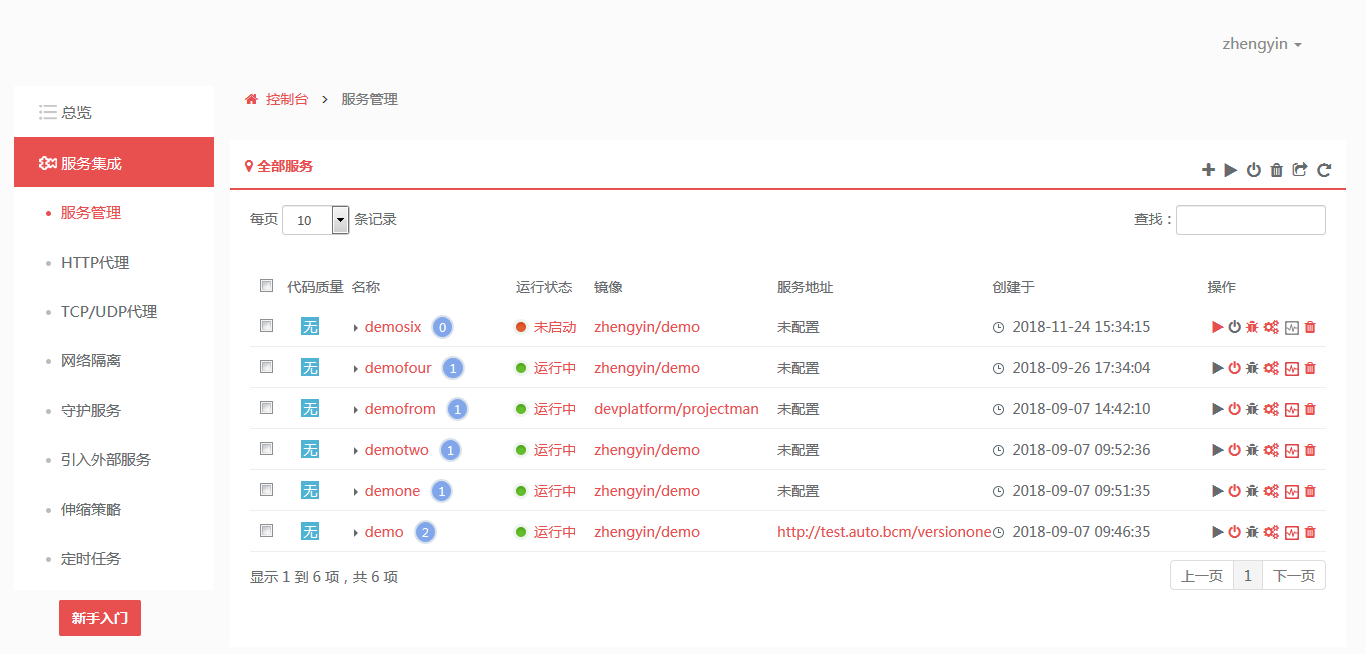 zhengyin
总览
服务集成
服务管理
HTTP代理
TCP/UDP代理
网络隔离
守护服务
引入外部服务
伸缩策略
定时任务
新手入门
控制台 > 服务管理
全部服务
每页 10 条记录 查找：
代码质量 名称 运行状态 镜像 服务地址 创建于 操作
无 demosix 0 未启动 zhengyin/demo 未配置 2018-11-24 15:34:15
无 demofour 1 运行中 zhengyin/demo 未配置 2018-09-26 17:34:04
无 demofrom 1 运行中 devplatform/projectman 未配置 2018-09-07 14:42:10
无 demotwo 1 运行中 zhengyin/demo 未配置 2018-09-07 09:52:36
无 demone 1 运行中 zhengyin/demo 未配置 2018-09-07 09:51:35
无 demo 2 运行中 zhengyin/demo http://test.auto.bcm/versionone 2018-09-07 09:46:35
显示 1 到 6 项，共 6 项 上一页 1 下一页